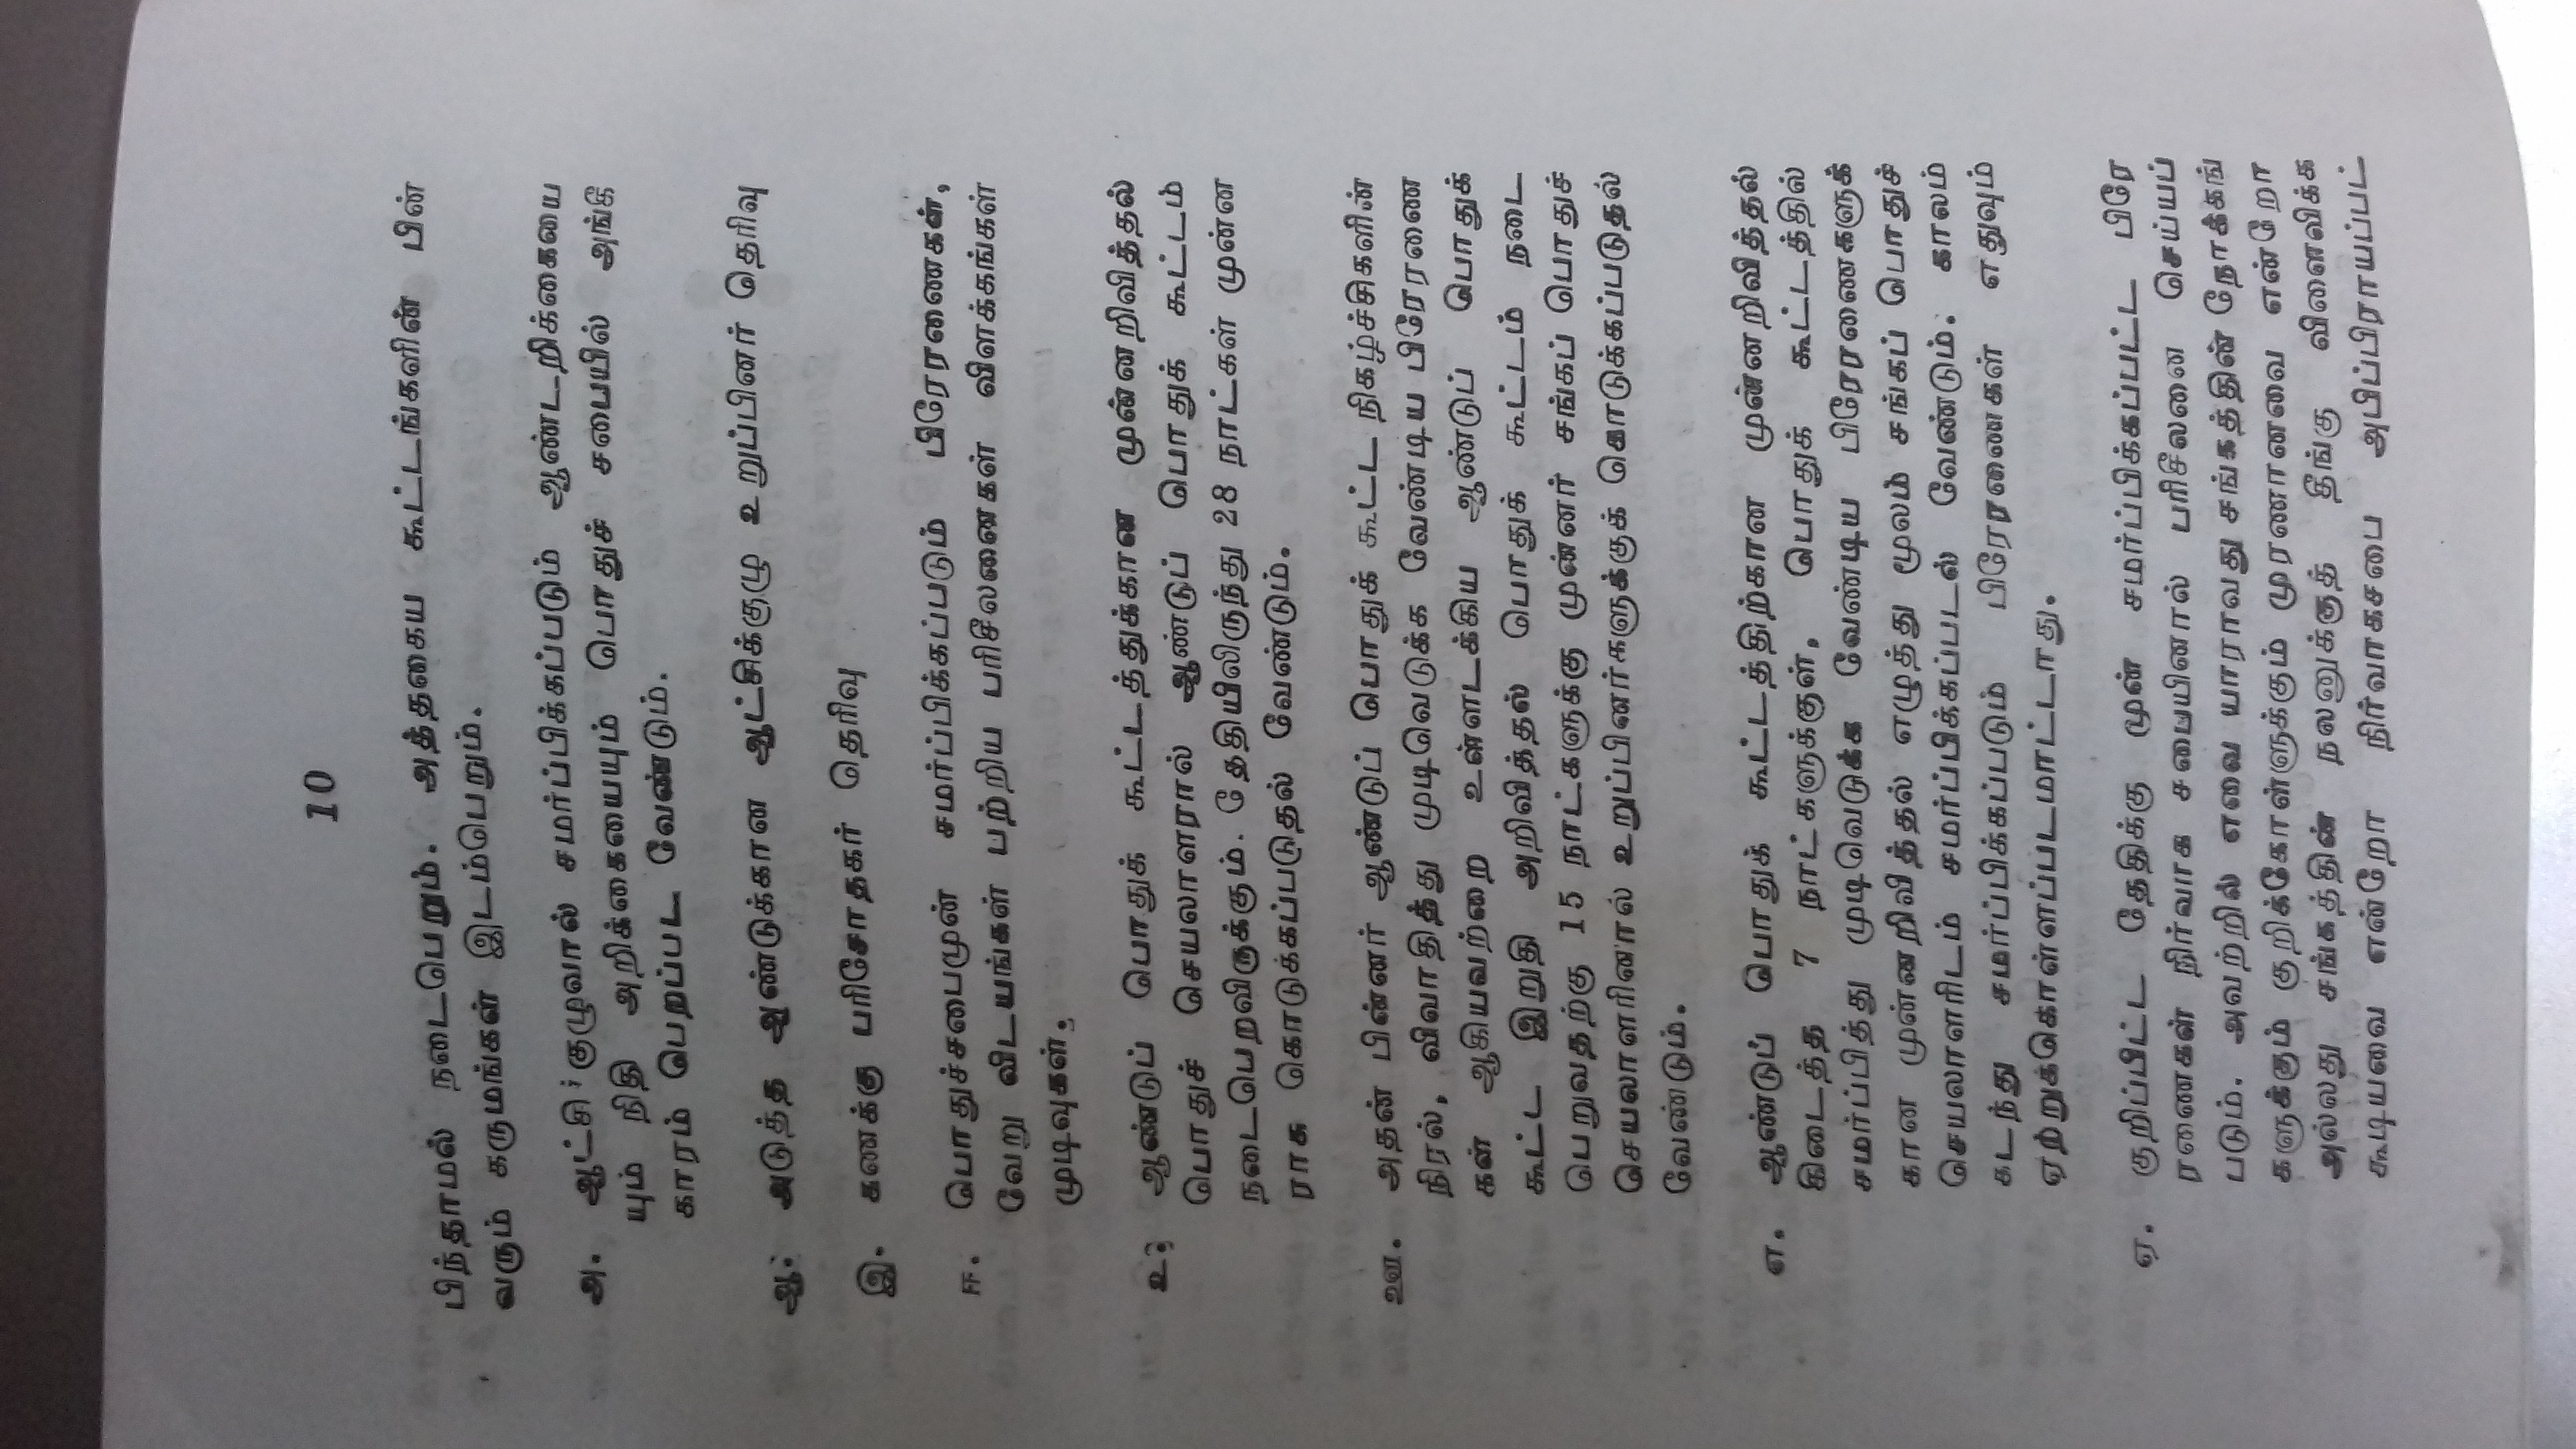 10
பிந்தாமல் நடைபெறும். அத்தகைய கூட்டங்களின் பின்
வரும் கருமங்கள் இடம்பெறும்.
அ. ஆட்சிக்குழுவால் சமர்ப்பிக்கப்படும் ஆண்டறிக்கையை
யும் நிதி அறிக்கையையும் பொதுச் சபையில் அங்கீ
காரம் பெறப்பட வேண்டும்.
ஆ. அடுத்த ஆண்டுக்கான ஆட்சிக்குழு உறுப்பினர் தெரிவு
இ. கணக்கு பரிசோதகர் தெரிவு
ஈ. பொதுச்சபைமுன் சமர்ப்பிக்கப்படும் பிரேரணைகள்,
வேறு விடயங்கள் பற்றிய பரிசீலனைகள் விளக்கங்கள்
முடிவுகள்.
உ. ஆண்டுப் பொதுக் கூட்டத்துக்கான முன்னறிவித்தல்
பொதுச் செயலாளரால் ஆண்டுப் பொதுக் கூட்டம்
நடைபெறவிருக்கும். தேதியிலிருந்து 28 நாட்கள் முன்ன
ராக கொடுக்கப்படுதல் வேண்டும்.
ஊ. அதன் பின்னர் ஆண்டுப் பொதுக் கூட்ட நிகழ்ச்சிகளின்
நிரல், விவாதித்து முடிவெடுக்க வேண்டிய பிரேரணை
கள் ஆகியவற்றை உள்ளடக்கிய ஆண்டுப் பொதுக்
கூட்ட இறுதி அறிவித்தல் பொதுக் கூட்டம் நடை
பெறுவதற்கு 15 நாட்களுக்கு முன்னர் சங்கப் பொதுச்
செயலாளரினால் உறுப்பினர்களுக்குக் கொடுக்கப்படுதல்
வேண்டும்.
எ. ஆண்டுப் பொதுக் கூட்டத்திற்கான முன்னறிவித்தல்
கிடைத்த 7 நாட்களுக்குள், பொதுக் கூட்டத்தில்
சமர்ப்பித்து முடிவெடுக்க வேண்டிய பிரேரணைகளுக்
கான முன்னறிவித்தல் எழுத்து மூலம் சங்கப் பொதுச்
செயலாளரிடம் சமர்ப்பிக்கப்படல் வேண்டும். காலம்
கடந்து சமர்ப்பிக்கப்படும் பிரேரணைகள் எதுவும்
ஏற்றுக்கொள்ளப்படமாட்டாது.
ஏ. குறிப்பிட்ட தேதிக்கு முன் சமர்ப்பிக்கப்பட்ட பிரே
ரணைகள் நிர்வாக சபையினால் பரிசீலனை செய்யப்
படும். அவற்றில் எவை யாராவது சங்கத்தின் நோக்கங்
களுக்கும் குறிக்கோள்ளுக்கும் முரணானவை என்றோ
அல்லது சங்கத்தின் நலனுக்குத் தீங்கு விளைவிக்க
கூடியவை என்றோ நிர்வாகசபை அபிப்பிராயப்பட்